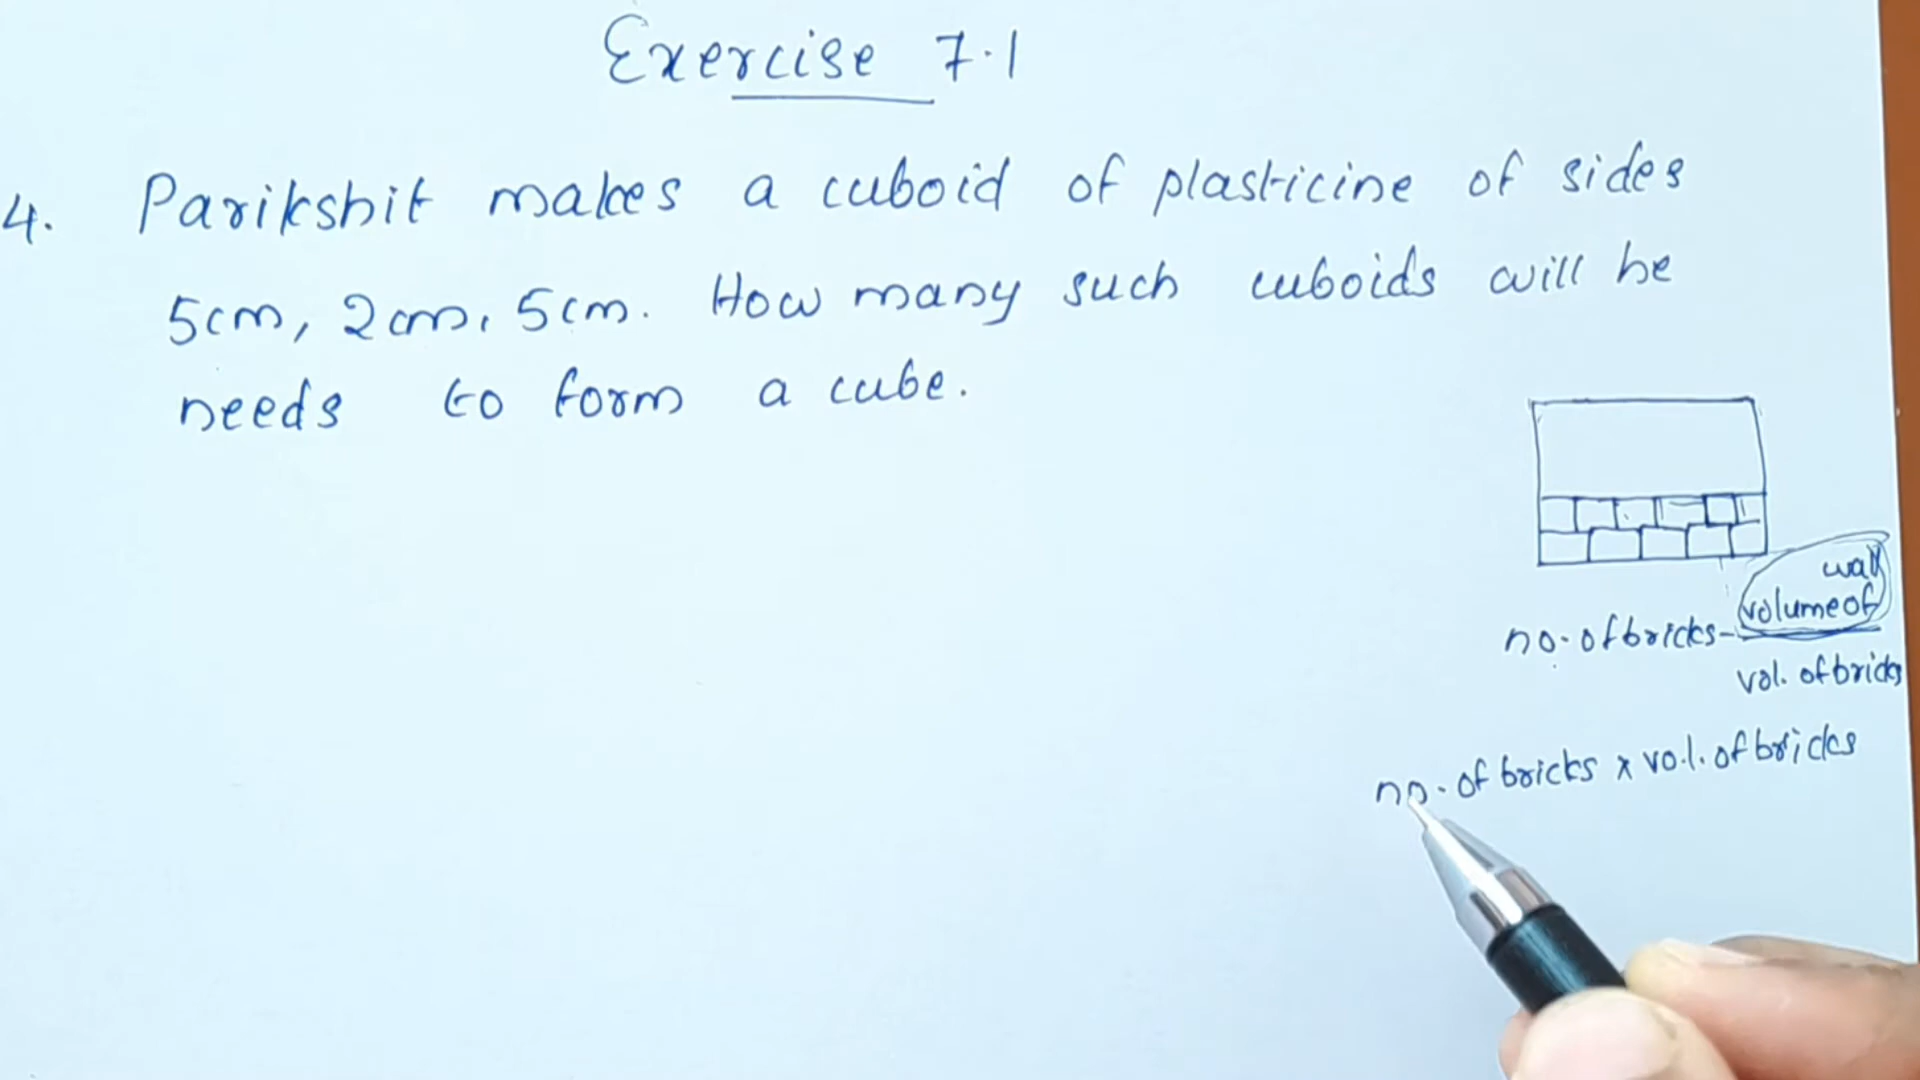 Exercise 7.1
4. Parikshit makes a cuboid of plasticine of sides
5cm, 2cm, 5cm. How many such cuboids will be
needs to form a cube.
wall
no. of bricks - volume of
vol. of bricks
no. of bricks x vol. of bricks